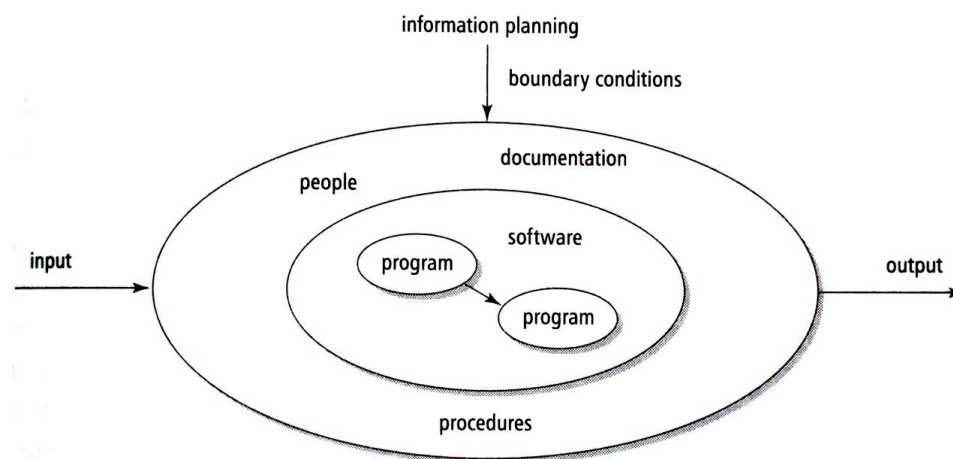 information planning
boundary conditions
documentation
people
software
input
program
output
program
procedures